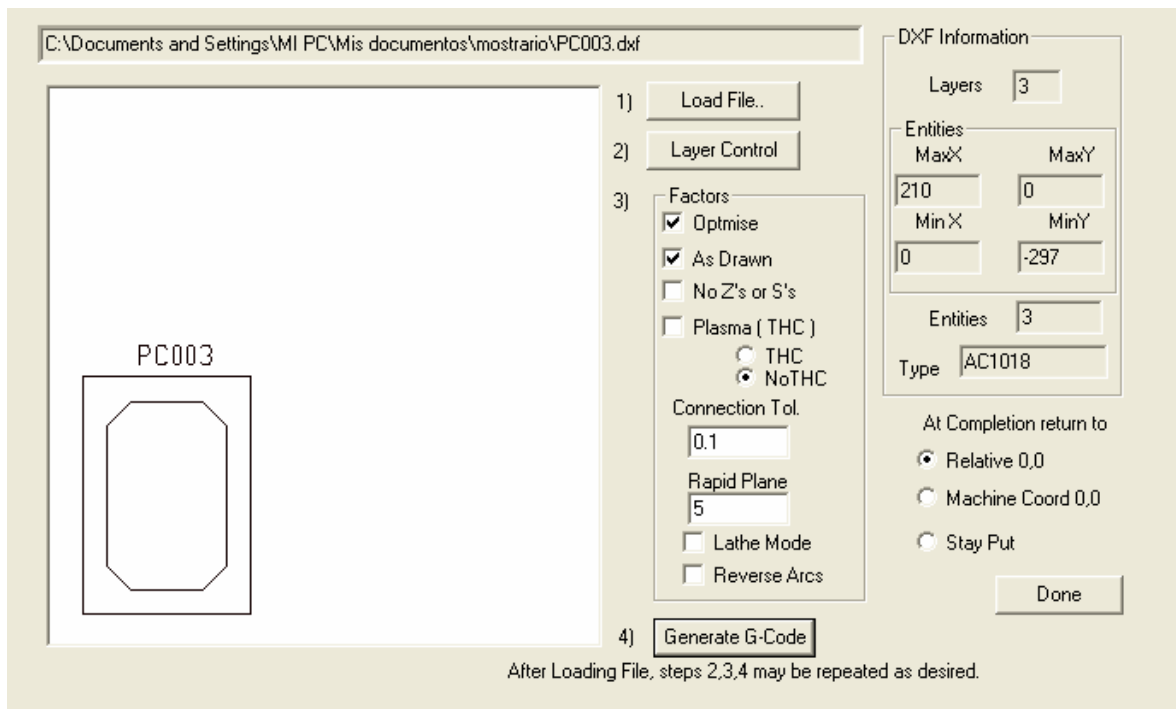 C:\Documents and Settings\MI PC\Mis documentos\mostrario\PC003.dxf
PC003
1) Load File..
2) Layer Control
3) Factors
Optmise
As Drawn
No Z's or S's
Plasma ( THC )
THC
NoTHC
Connection Tol.
0.1
Rapid Plane
5
Lathe Mode
Reverse Arcs
4) Generate G-Code
After Loading File, steps 2,3,4 may be repeated as desired.
DXF Information
Layers 3
Entities
MaxX MaxY
210 0
Min X MinY
0 -297
Entities 3
Type AC1018
At Completion return to
Relative 0,0
Machine Coord 0,0
Stay Put
Done